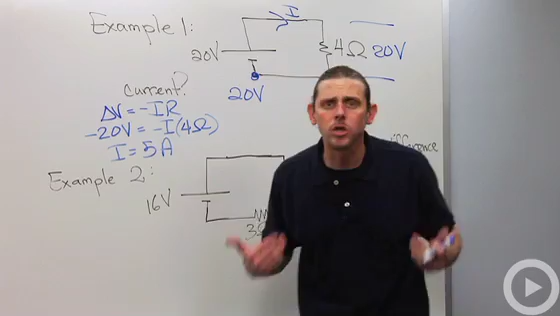 Example 1:
I
20V
4Ω 20V
20V
Current?
ΔV = -IR
-20V = -I(4Ω)
I = 5A
Example 2:
16V